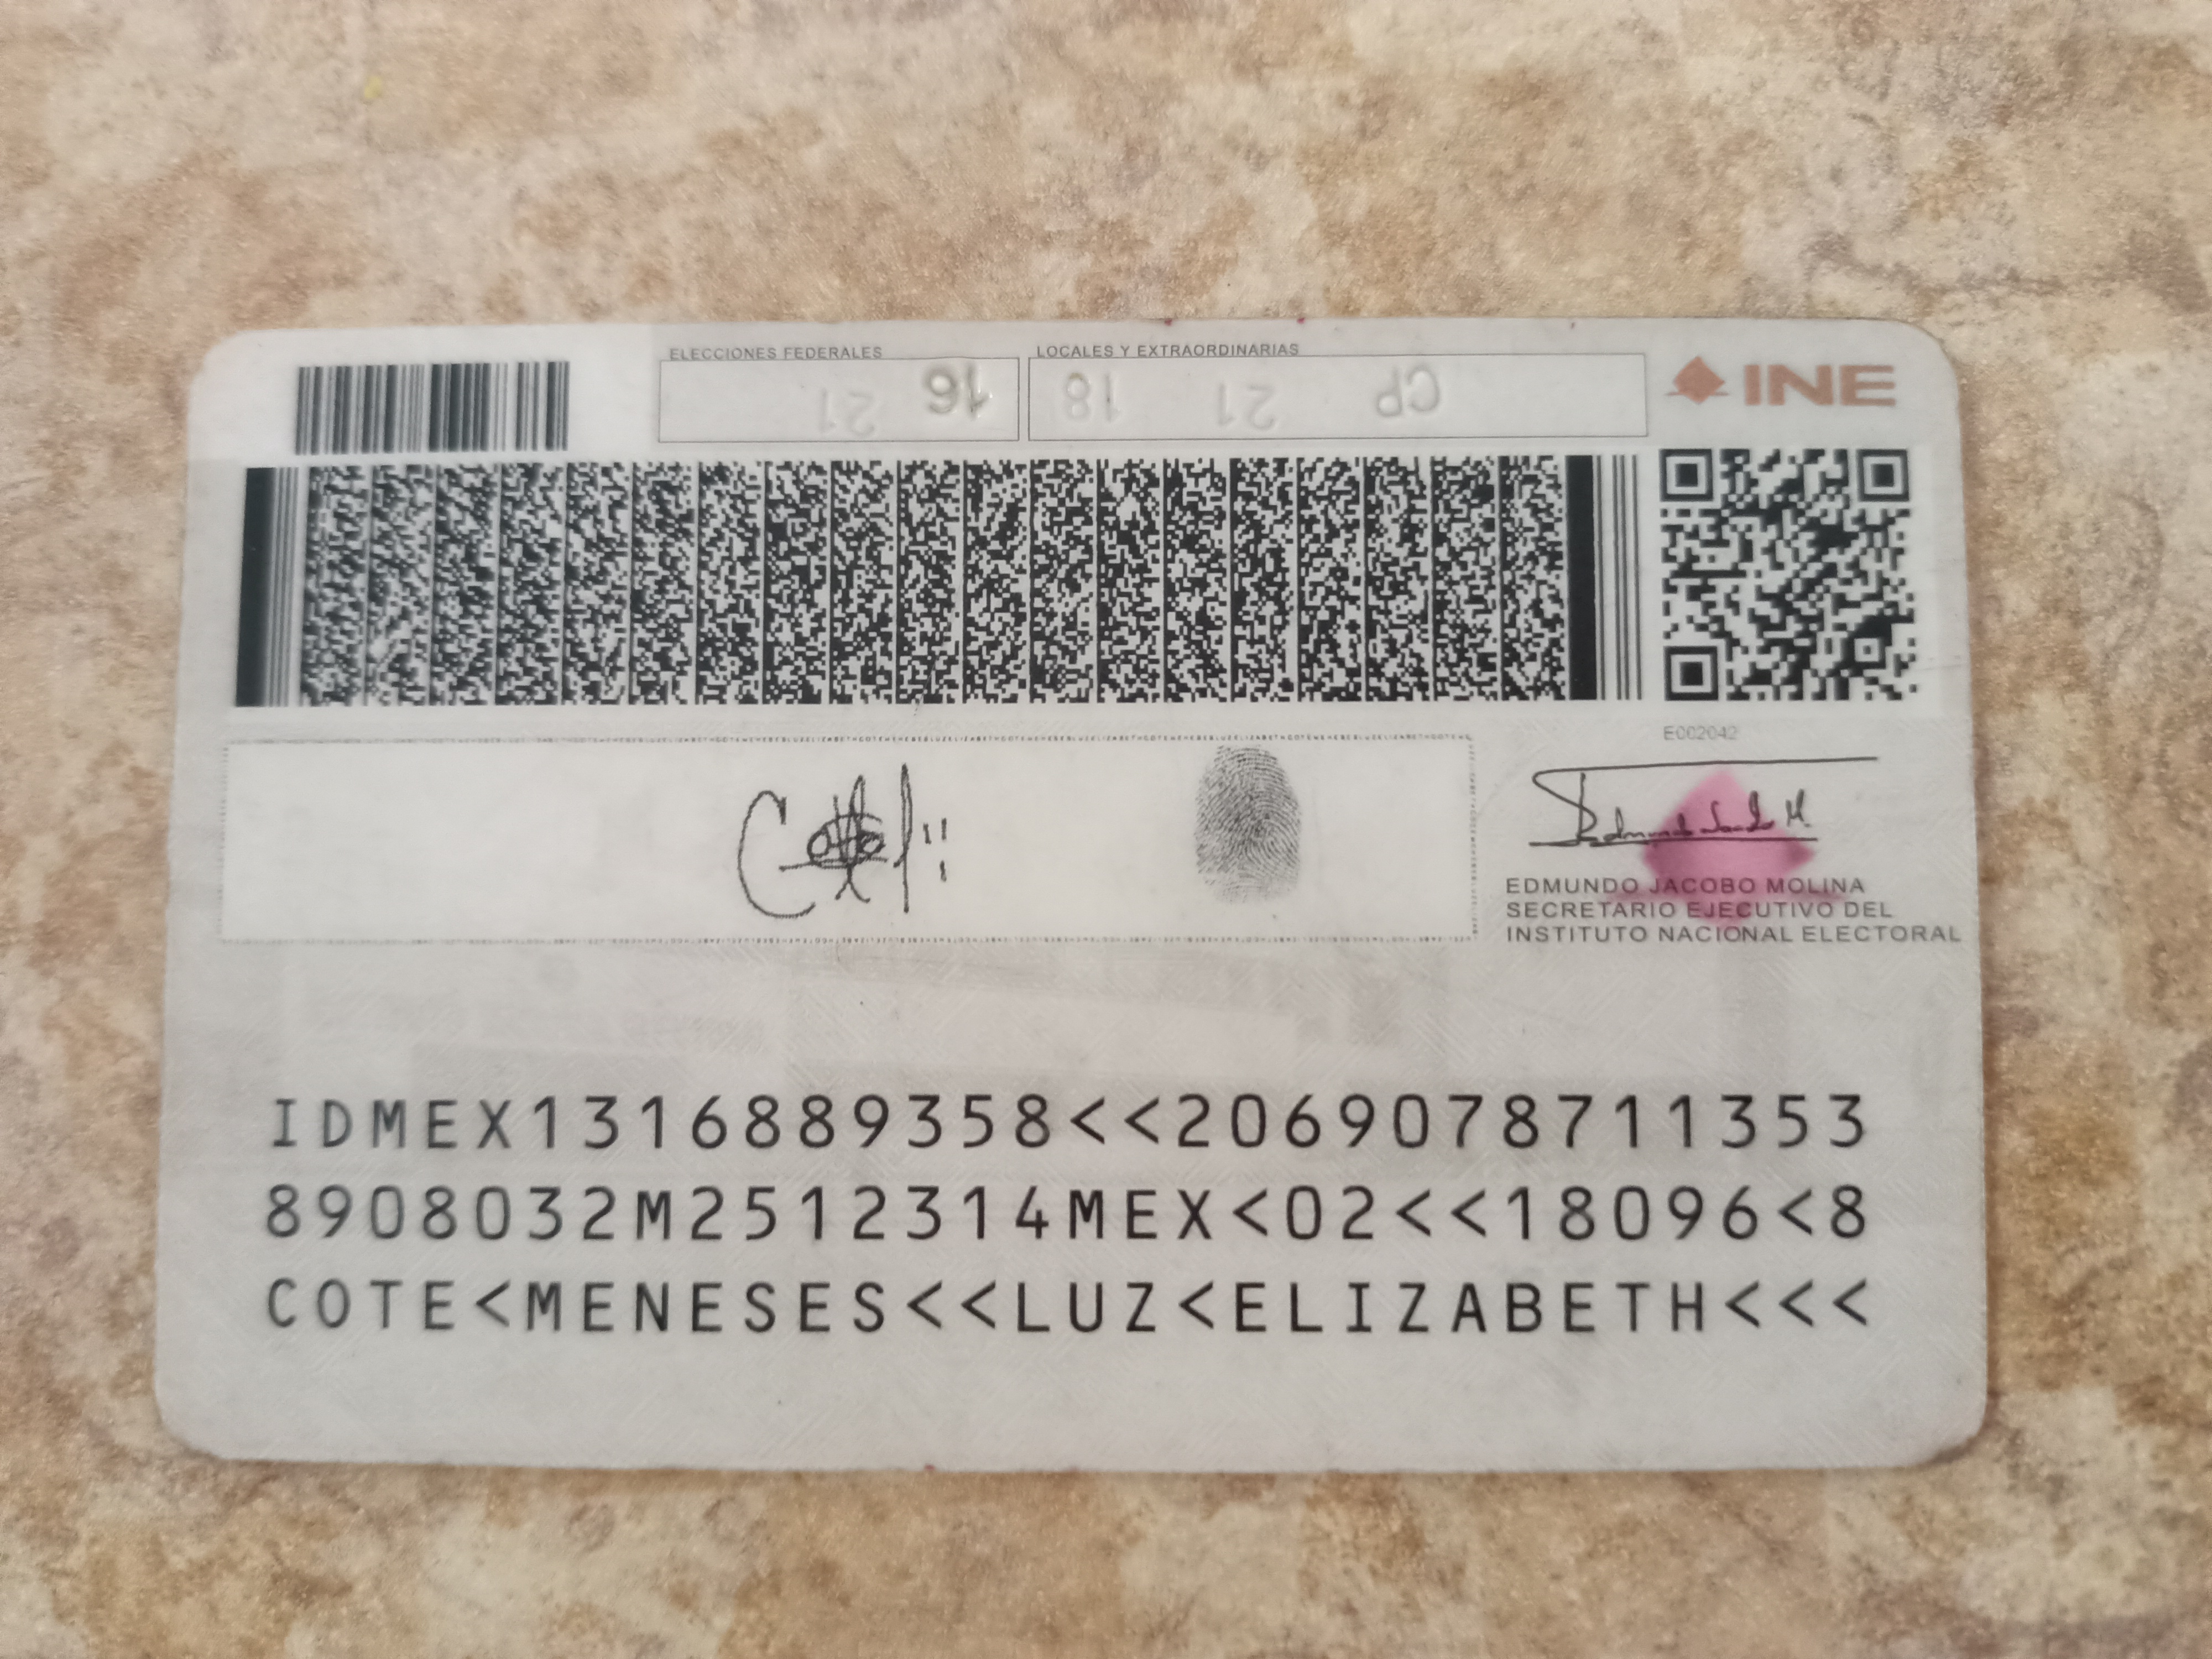 ELECCIONES FEDERALES
LOCALES Y EXTRAORDINARIAS
INE
16
21
18
21
CP
E002042
EDMUNDO JACOBO MOLINA
SECRETARIO EJECUTIVO DEL
INSTITUTO NACIONAL ELECTORAL
IDMEX1316889358<<2069078711353
8908032M2512314MEX<02<<18096<8
COTE<MENESES<<LUZ<ELIZABETH<<<